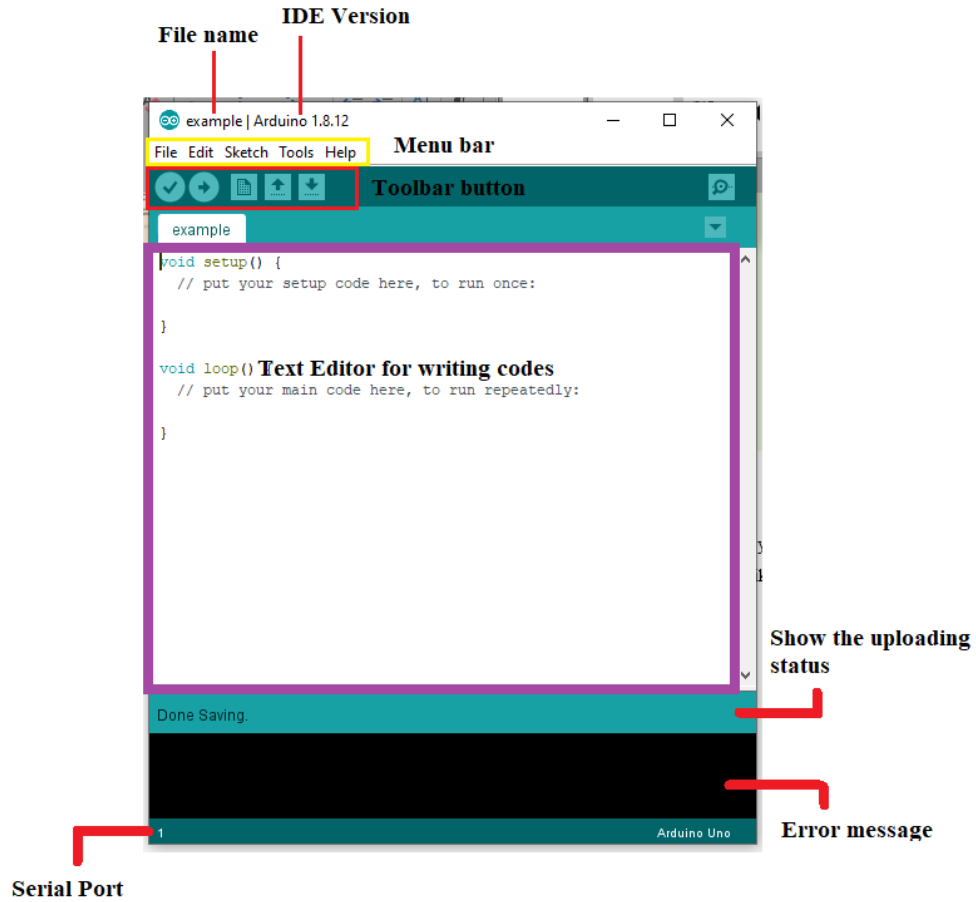 IDE Version
File name
example | Arduino 1.8.12
File Edit Sketch Tools Help
Menu bar
Toolbar button
example
void setup() {
// put your setup code here, to run once:
}
void loop()
Text Editor for writing codes
// put your main code here, to run repeatedly:
}
Show the uploading
status
Done Saving.
1
Arduino Uno
Error message
Serial Port